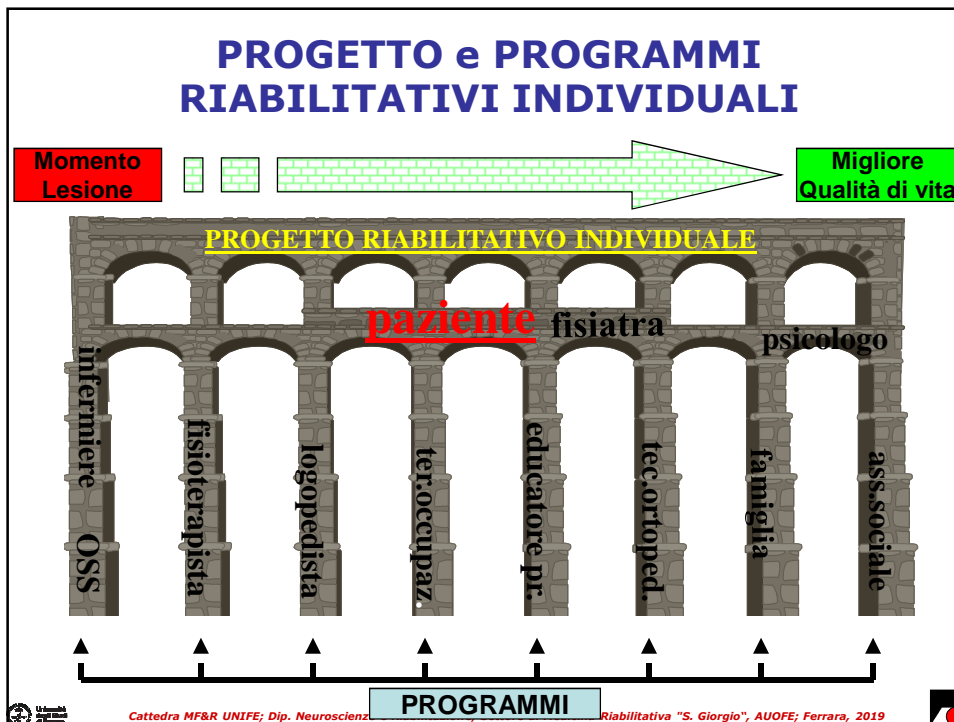 PROGETTO e PROGRAMMI
RIABILITATIVI INDIVIDUALI
Momento
Lesione
Migliore
Qualità di vita
PROGETTO RIABILITATIVO INDIVIDUALE
paziente
fisiatra
psicologo
infermiere
OSS
fisioterapista
logopedista
ter.occupaz.
educatore pr.
tec.ortoped.
famiglia
ass.sociale
PROGRAMMI
Cattedra MF&R UNIFE; Dip. Neuroscienz Riabilitativa "S. Giorgio“, AUOFE; Ferrara, 2019